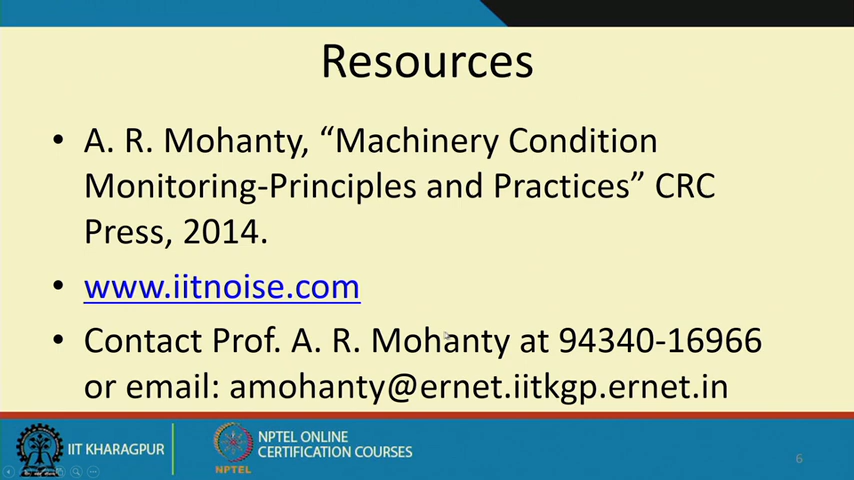 Resources
• A. R. Mohanty, “Machinery Condition
Monitoring-Principles and Practices” CRC
Press, 2014.
• www.iitnoise.com
• Contact Prof. A. R. Mohanty at 94340-16966
or email: amohanty@ernet.iitkgp.ernet.in
IIT KHARAGPUR
NPTEL
NPTEL ONLINE
CERTIFICATION COURSES
6